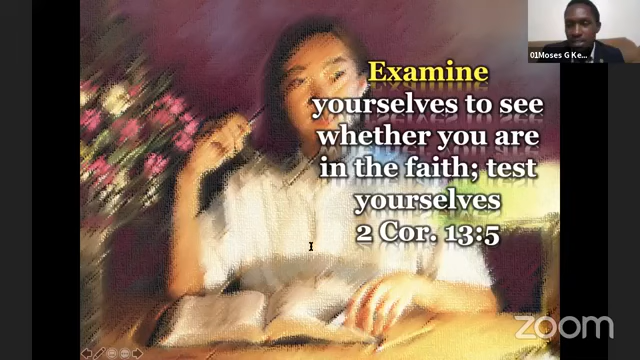 Examine
yourselves to see
whether you are
in the faith; test
yourselves
2 Cor. 13:5
01Moses G Ke...
zoom